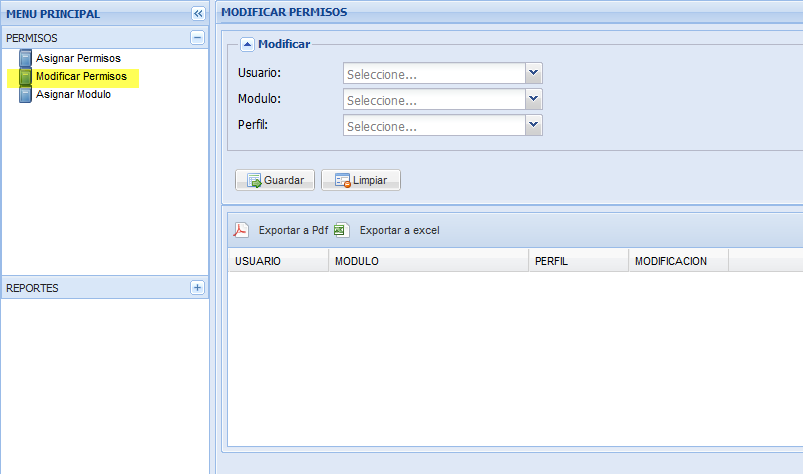 MENU PRINCIPAL
PERMISOS
Asignar Permisos
Modificar Permisos
Asignar Modulo
REPORTES
MODIFICAR PERMISOS
Modificar
Usuario: Seleccione...
Modulo: Seleccione...
Perfil: Seleccione...
Guardar Limpiar
Exportar a Pdf Exportar a excel
USUARIO MODULO PERFIL MODIFICACION